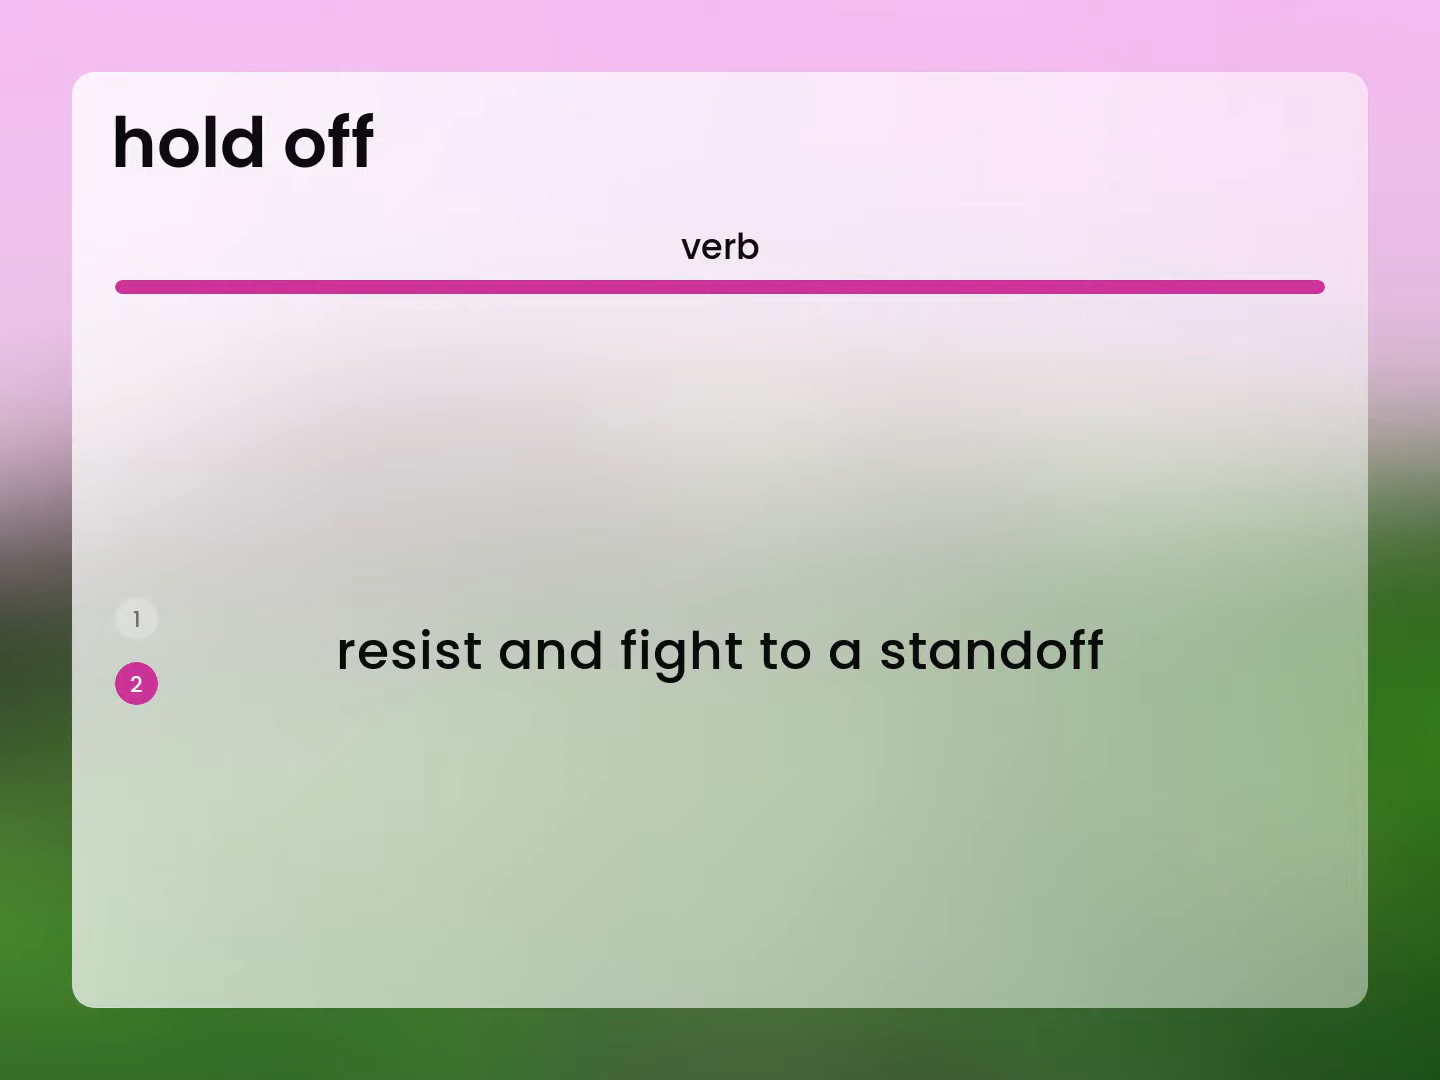 hold off
verb
1
2
resist and fight to a standoff